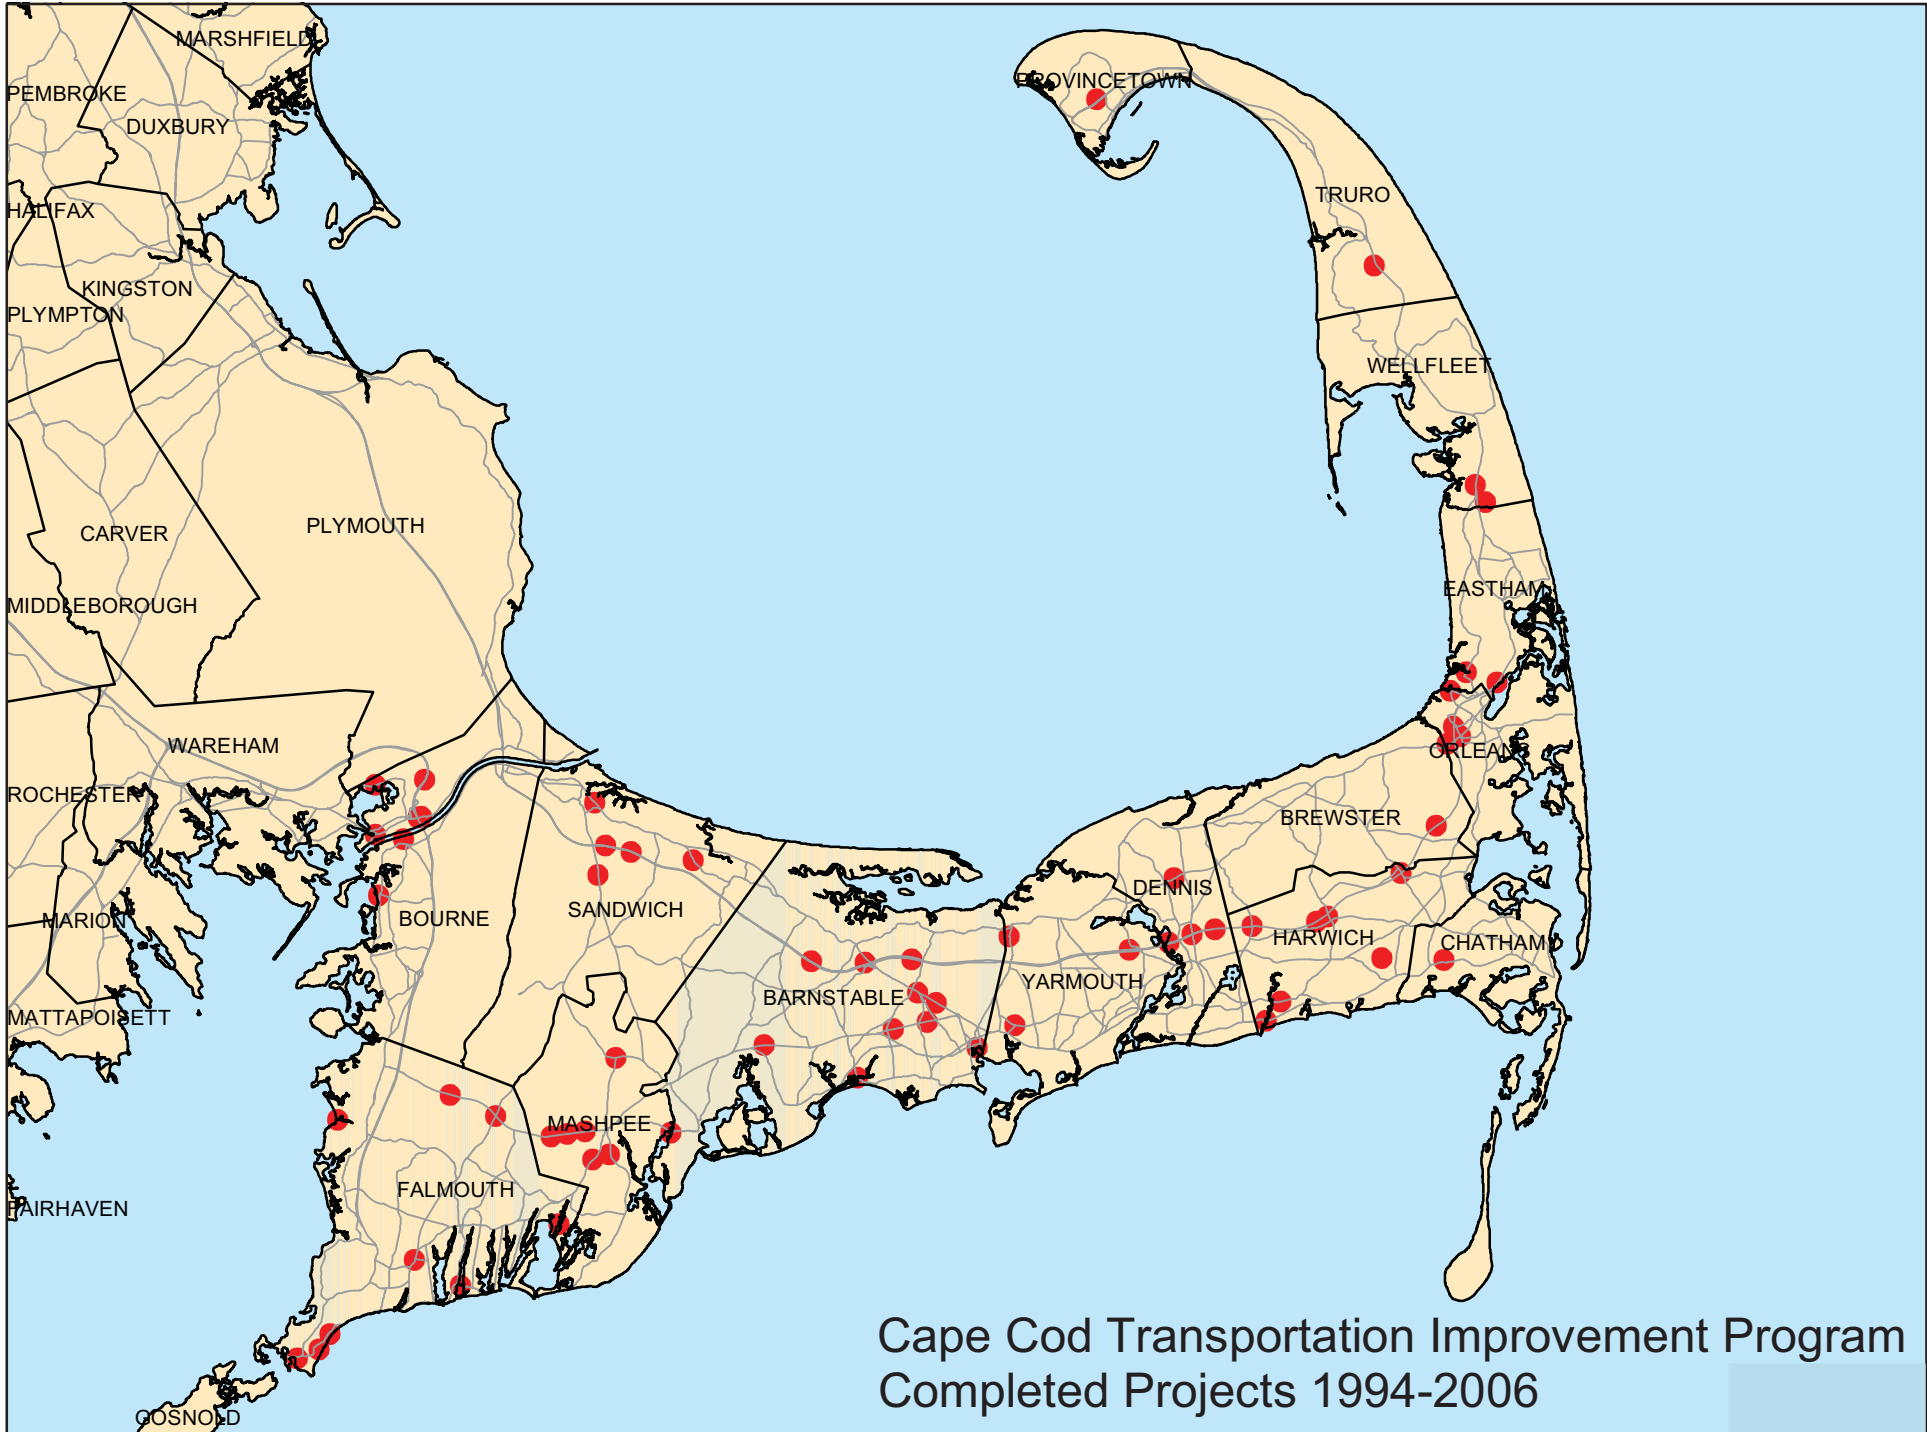 MARSHFIELD
PROVINCETOWN
PEMBROKE
DUXBURY
TRURO
HALIFAX
KINGSTON
PLYMPTON
WELLFLEET
PLYMOUTH
CARVER
EASTHAM
MIDDLEBOROUGH
WAREHAM
ORLEANS
ROCHESTER
BREWSTER
DENNIS
SANDWICH
BOURNE
MARION
HARWICH
CHATHAM
YARMOUTH
BARNSTABLE
MATTAPOISETT
MASHPEE
FALMOUTH
FAIRHAVEN
Cape Cod Transportation Improvement Program
Completed Projects 1994-2006
GOSNOLD